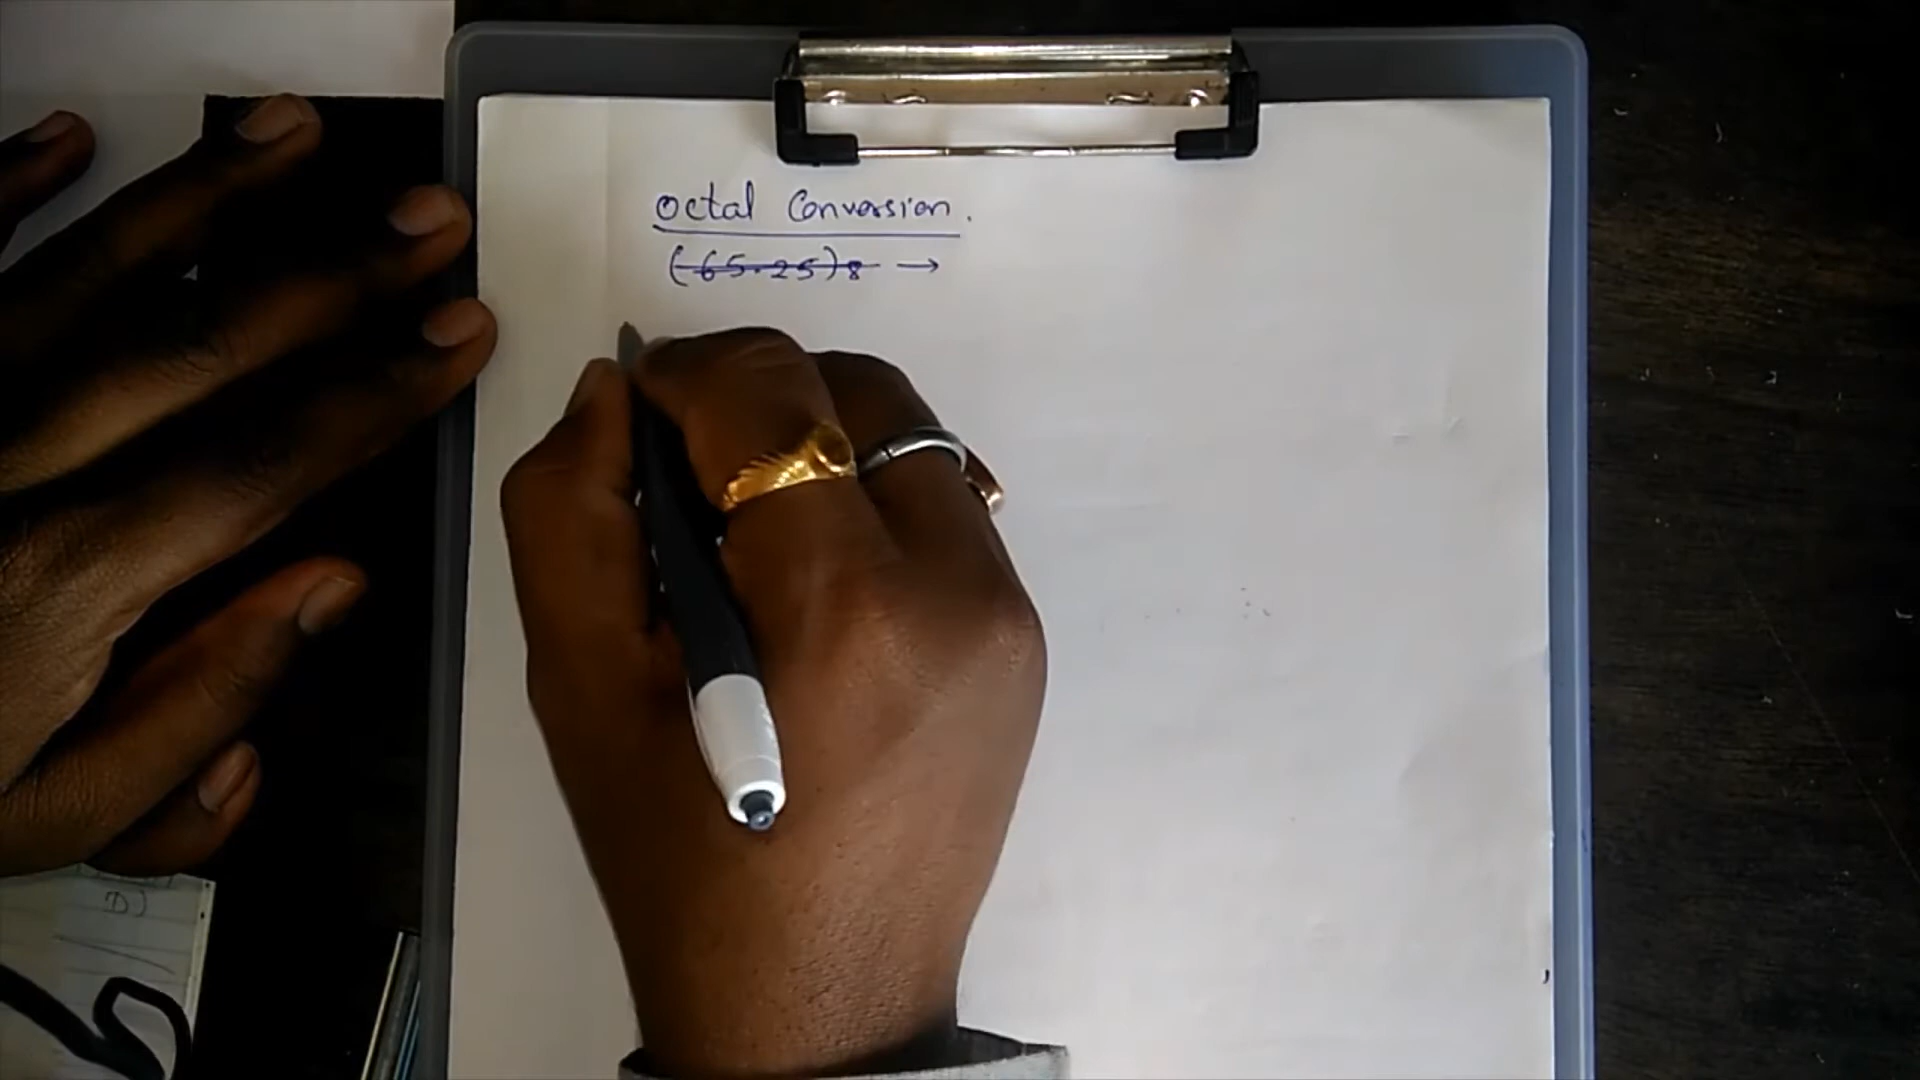 Octal Conversion.
(65.25)8 →
D)